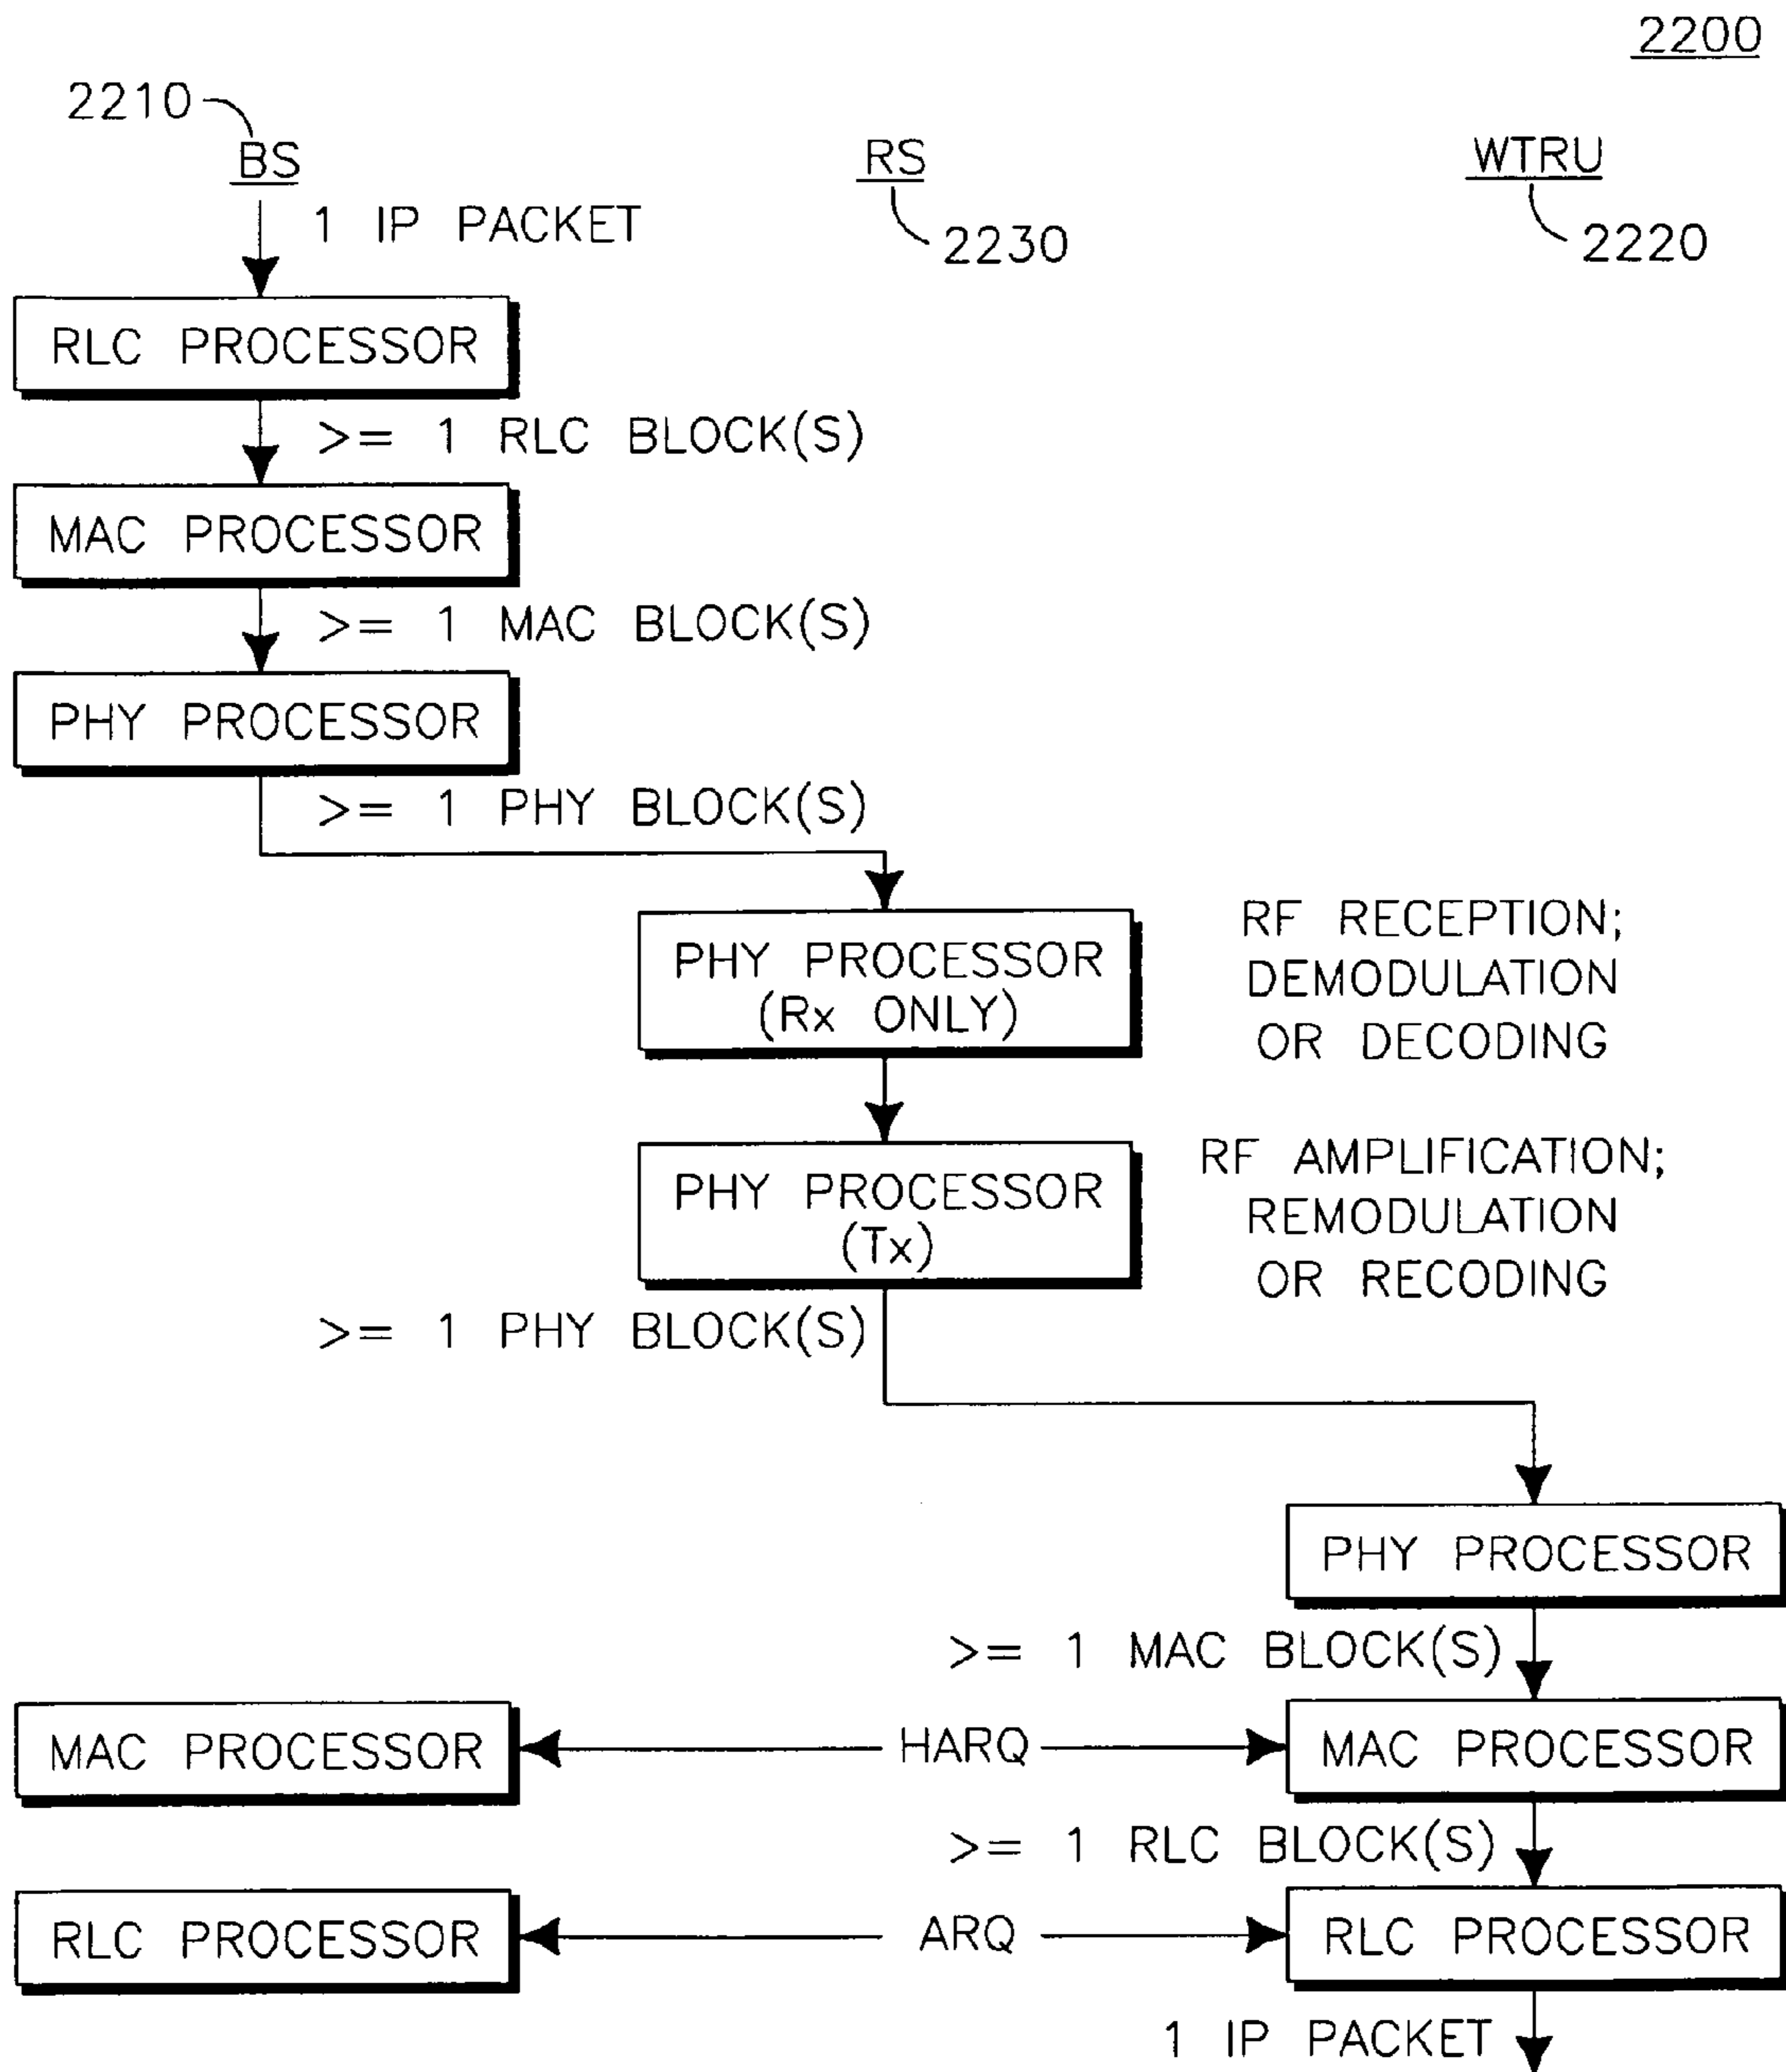 2200
2210
BS
RS
WTRU
2230
2220
1 IP PACKET
RLC PROCESSOR
>= 1 RLC BLOCK(S)
MAC PROCESSOR
>= 1 MAC BLOCK(S)
PHY PROCESSOR
>= 1 PHY BLOCK(S)
PHY PROCESSOR
(Rx ONLY)
RF RECEPTION;
DEMODULATION
OR DECODING
PHY PROCESSOR
(Tx)
RF AMPLIFICATION;
REMODULATION
OR RECODING
>= 1 PHY BLOCK(S)
PHY PROCESSOR
>= 1 MAC BLOCK(S)
MAC PROCESSOR
HARQ
MAC PROCESSOR
>= 1 RLC BLOCK(S)
RLC PROCESSOR
ARQ
RLC PROCESSOR
1 IP PACKET